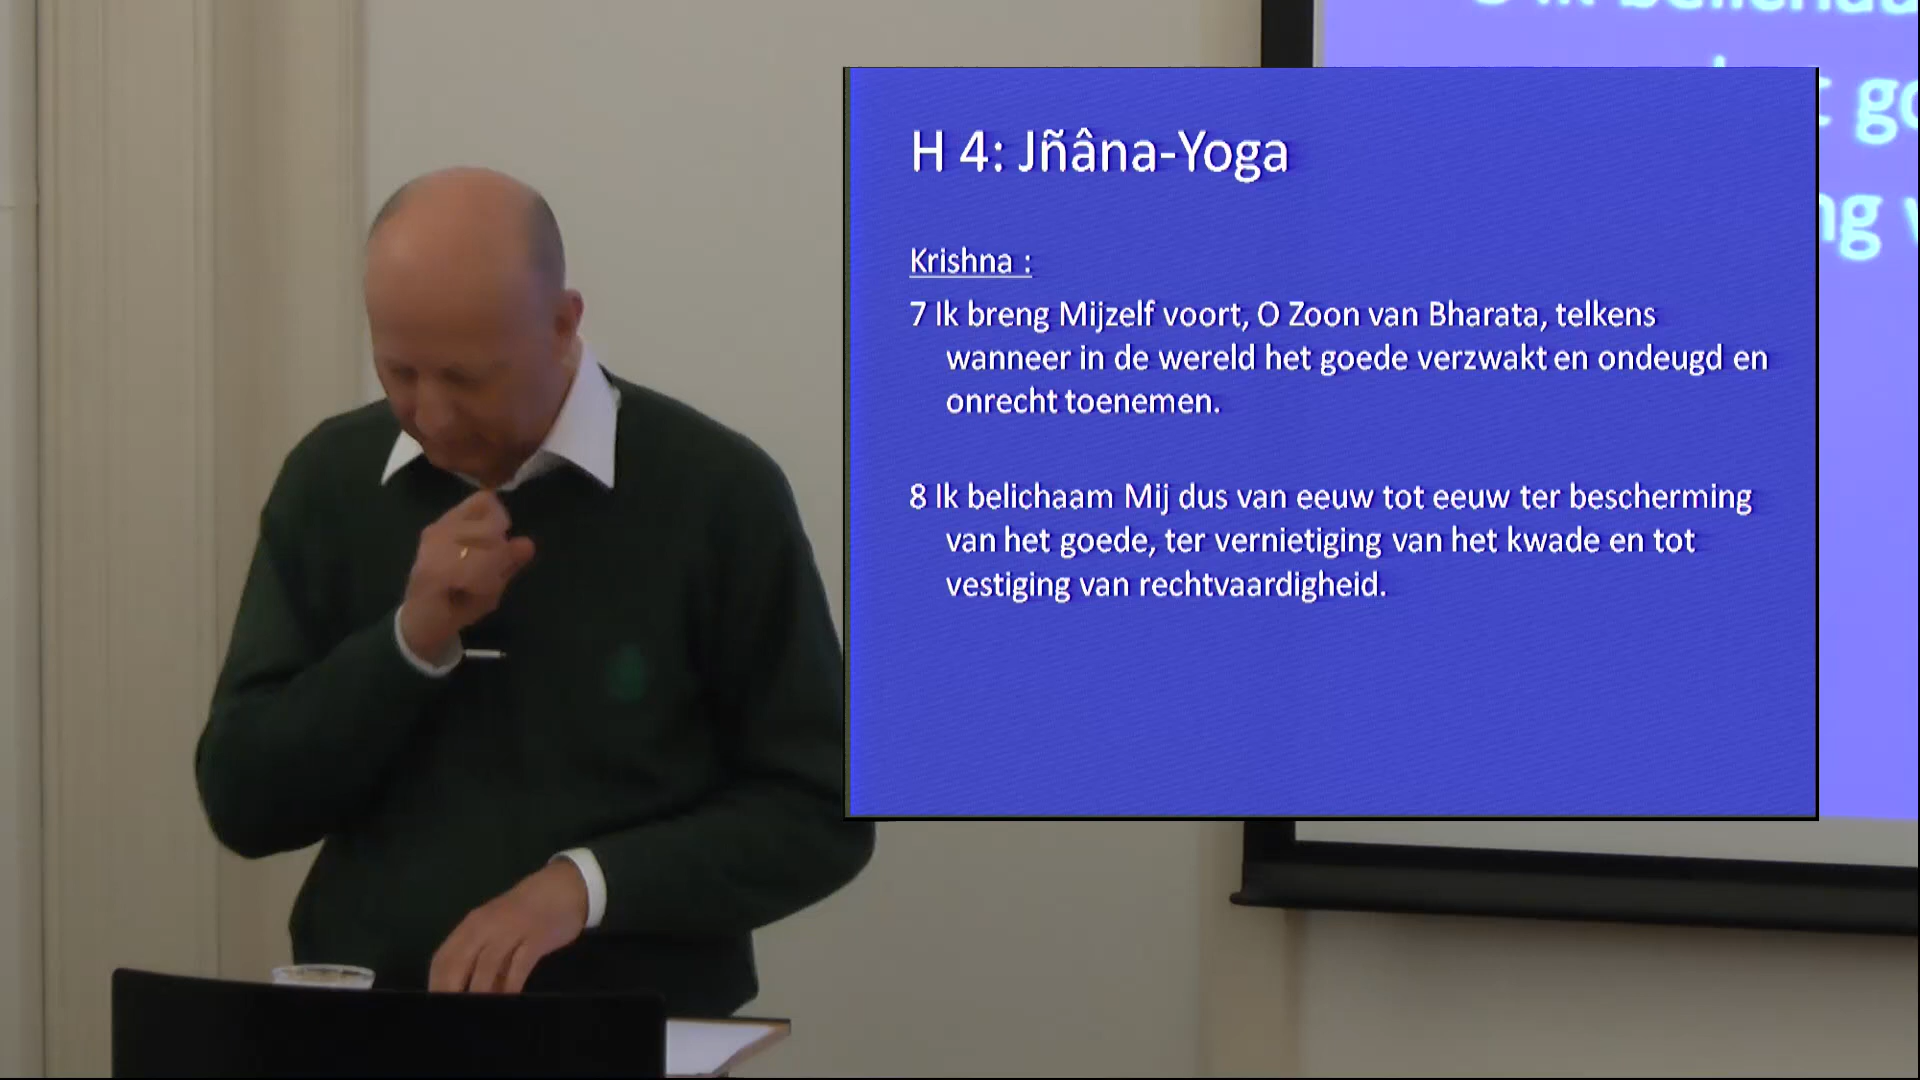 H 4: Jñâna-Yoga
Krishna :
7 Ik breng Mijzelf voort, O Zoon van Bharata, telkens
wanneer in de wereld het goede verzwakt en ondeugd en
onrecht toenemen.
8 Ik belichaam Mij dus van eeuw tot eeuw ter bescherming
van het goede, ter vernietiging van het kwade en tot
vestiging van rechtvaardigheid.